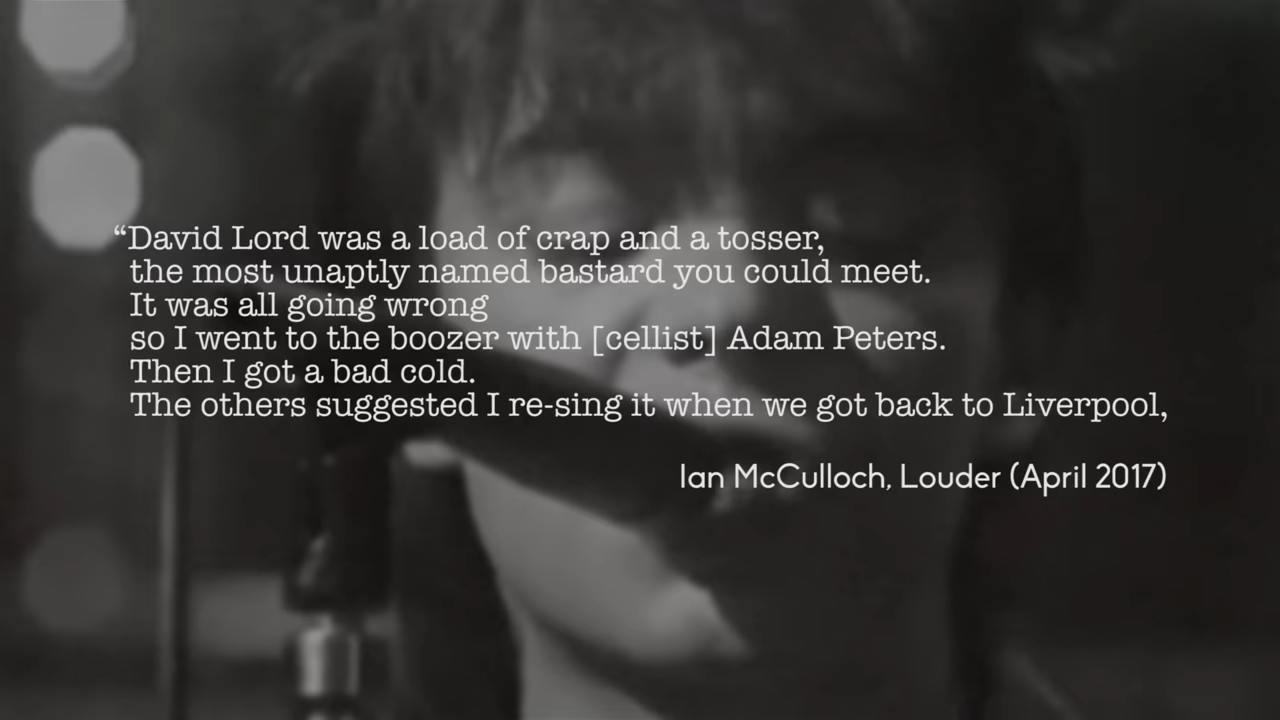 “David Lord was a load of crap and a tosser,
the most unaptly named bastard you could meet.
It was all going wrong
so I went to the boozer with [cellist] Adam Peters.
Then I got a bad cold.
The others suggested I re-sing it when we got back to Liverpool,
Ian McCulloch, Louder (April 2017)